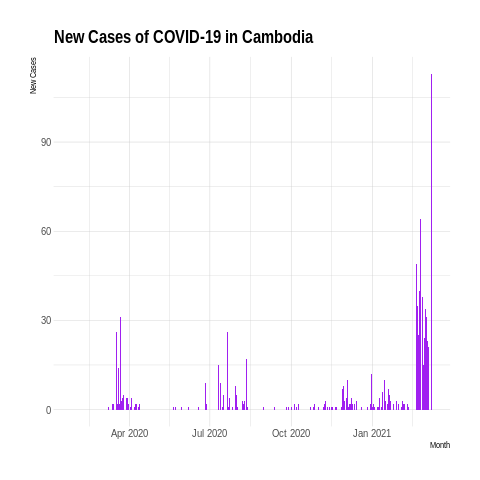 New Cases of COVID-19 in Cambodia
New Cases
90
60
30
0
Apr 2020 Jul 2020 Oct 2020 Jan 2021
Month